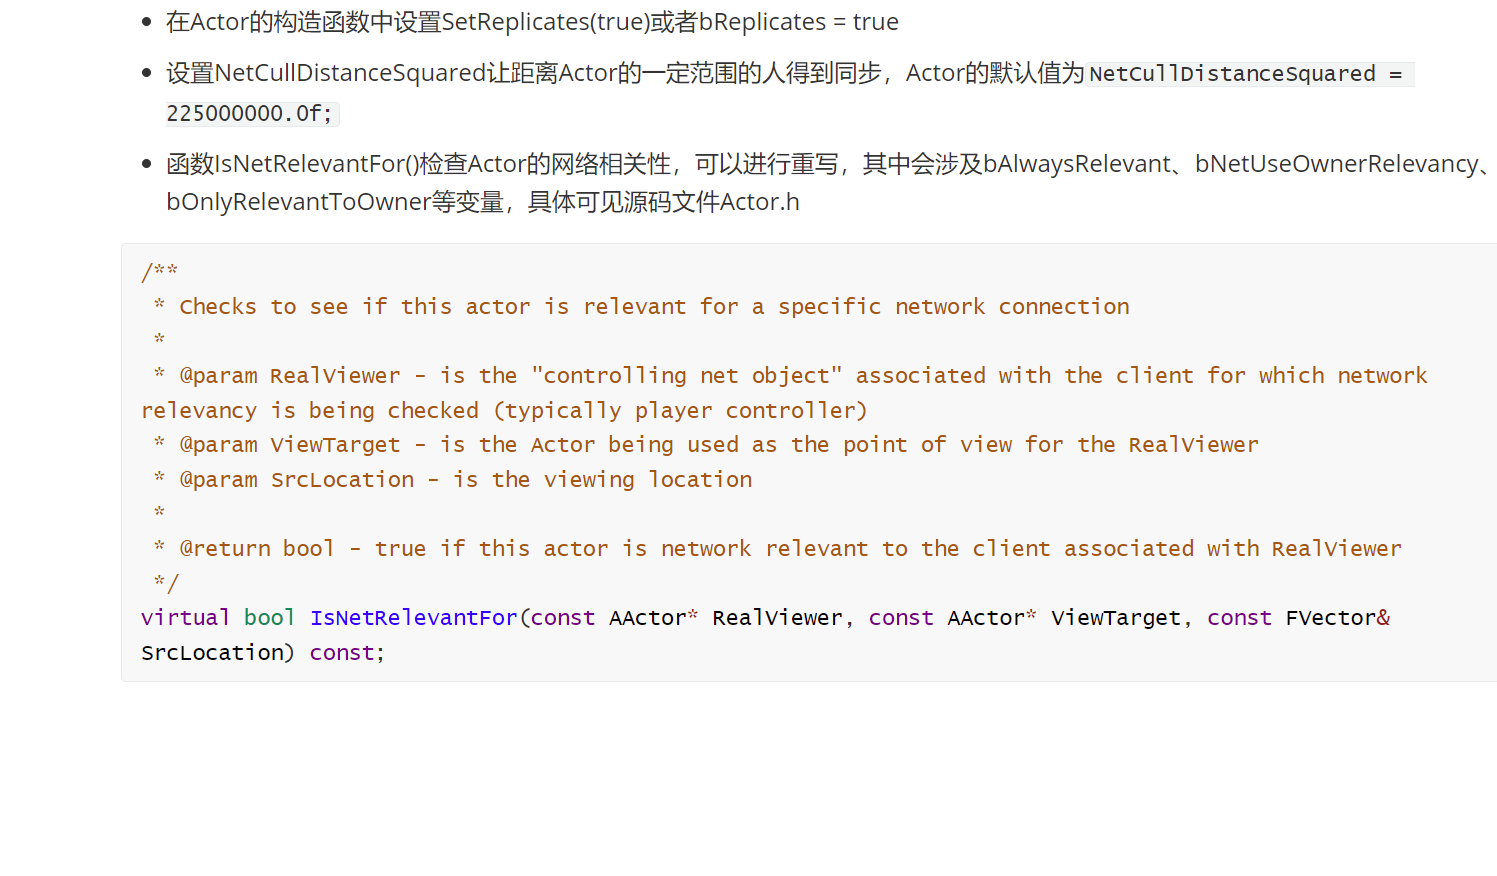 在Actor的构造函数中设置SetReplicates(true)或者bReplicates = true
设置NetCullDistanceSquared让距离Actor的一定范围的人得到同步，Actor的默认值为NetCullDistanceSquared =
225000000.0f;
函数IsNetRelevantFor()检查Actor的网络相关性，可以进行重写，其中会涉及bAlwaysRelevant、bNetUseOwnerRelevancy、
bOnlyRelevantToOwner等变量，具体可见源码文件Actor.h
/**
* Checks to see if this actor is relevant for a specific network connection
*
* @param RealViewer - is the "controlling net object" associated with the client for which network
relevancy is being checked (typically player controller)
* @param ViewTarget - is the Actor being used as the point of view for the RealViewer
* @param SrcLocation - is the viewing location
*
* @return bool - true if this actor is network relevant to the client associated with RealViewer
*/
virtual bool IsNetRelevantFor(const AActor* RealViewer, const AActor* ViewTarget, const FVector&
SrcLocation) const;